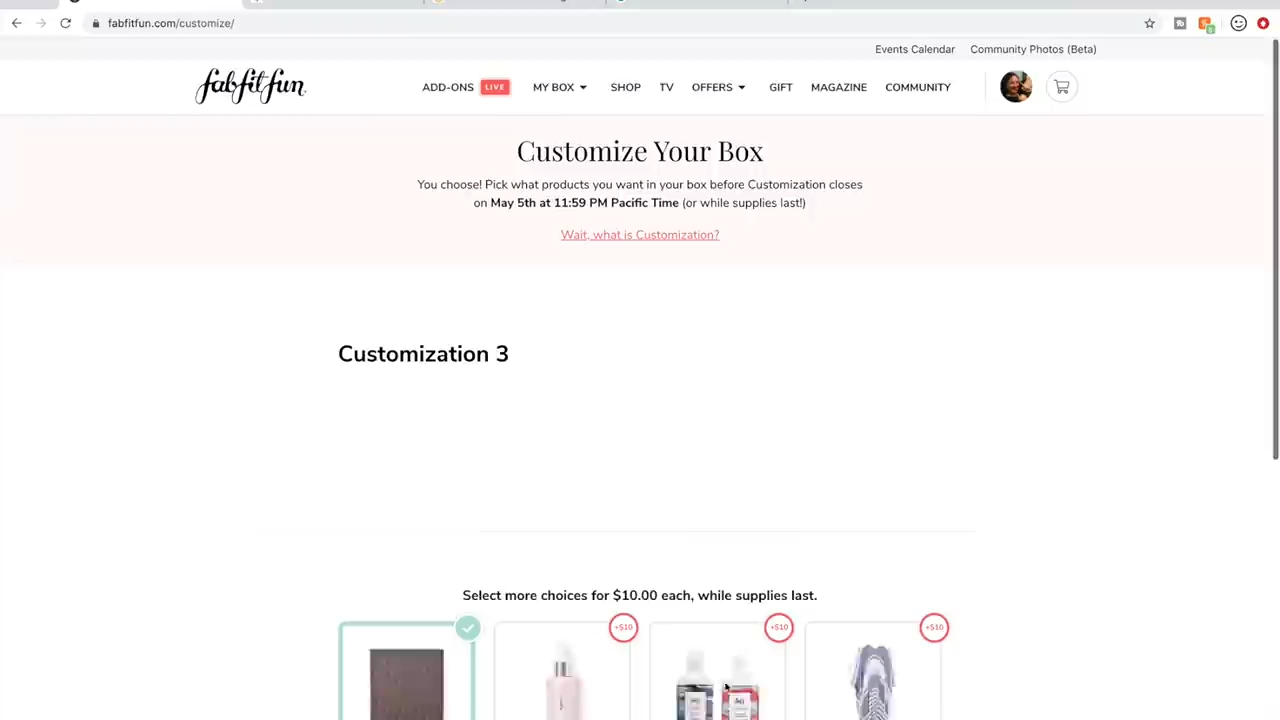 fabfitfun.com/customize/
Events Calendar Community Photos (Beta)
fabfitfun ADD-ONS LIVE MY BOX SHOP TV OFFERS GIFT MAGAZINE COMMUNITY
Customize Your Box
You choose! Pick what products you want in your box before Customization closes
on May 5th at 11:59 PM Pacific Time (or while supplies last!)
Wait, what is Customization?
Customization 3
Select more choices for $10.00 each, while supplies last.
+$10 +$10 +$10